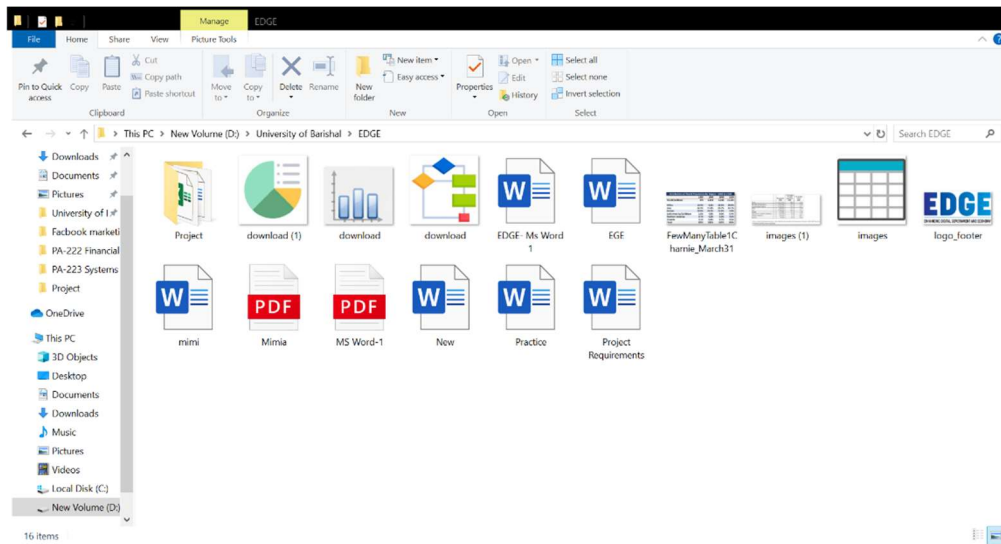 Manage EDGE
File Home Share View Picture Tools
Pin to Quick access
Copy
Paste
Cut
Copy path
Paste shortcut
Clipboard
Move to
Copy to
Delete
Rename
Organize
New folder
New item
Easy access
New
Properties
Open
Edit
History
Open
Select all
Select none
Invert selection
Select
> This PC > New Volume (D:) > University of Barishal > EDGE
Search EDGE
Downloads
Documents
Pictures
University of
Facbook marketi
PA-222 Financial
PA-223 Systems
Project
OneDrive
This PC
3D Objects
Desktop
Documents
Downloads
Music
Pictures
Videos
Local Disk (C:)
New Volume (D:)
Project
download (1)
download
download
W
EDGE- Ms Word
1
W
EGE
FewManyTable1C
harnie_March31
images (1)
images
EDGE
logo_footer
W
mimi
PDF
Mimia
PDF
MS Word-1
W
New
W
Practice
W
Project
Requirements
16 items